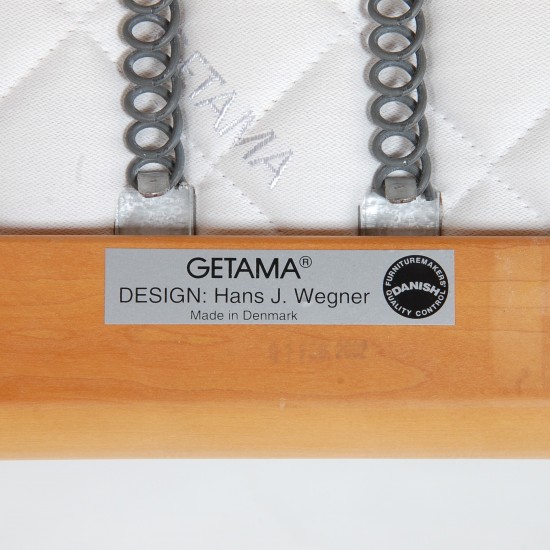 GETAMA
GETAMA®
DESIGN: Hans J. Wegner
Made in Denmark
FURNITUREMAKERS'
DANISH
QUALITY CONTROL